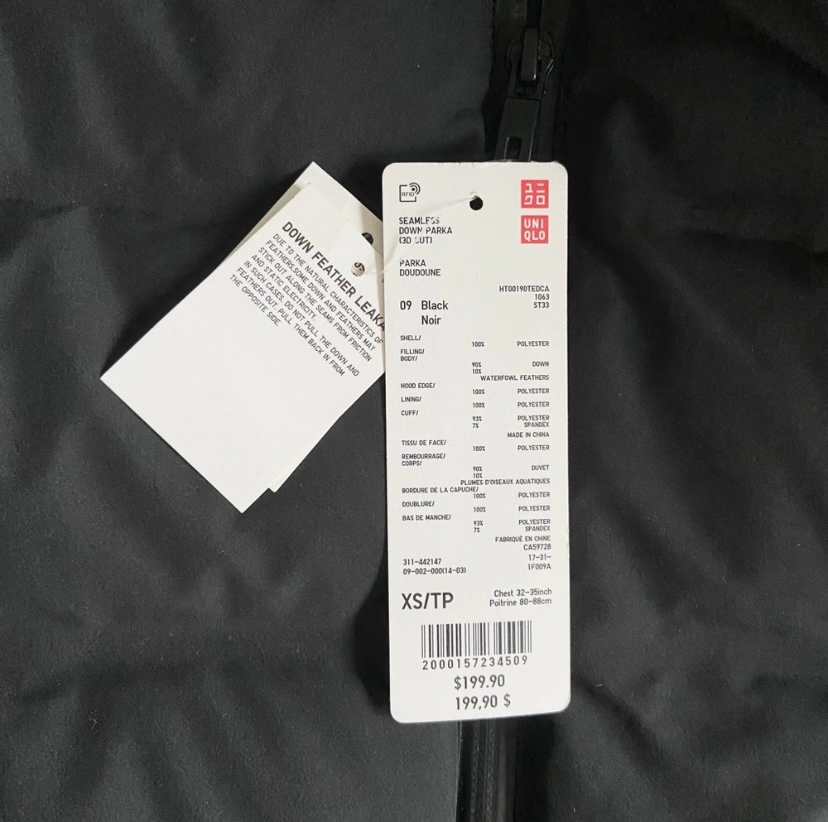 DOWN FEATHER LEAKA
DUE TO THE NATURAL CHARACTERISTICS OF
FEATHERS, SOME DOWN AND FEATHERS MAY
STICK OUT ALONG THE SEAMS FROM FRICTION
AND STATIC ELECTRICITY.
IN SUCH CASES, DO NOT PULL THE DOWN AND
FEATHERS OUT. PULL THEM BACK IN FROM
THE OPPOSITE SIDE.
RFID
ユニ
クロ
UNI
QLO
SEAMLESS
DOWN PARKA
(3D CUT)
PARKA
DOUDOUNE
HT00190TEDCA
1063
ST33
09 Black
Noir
SHELL/
100% POLYESTER
FILLING/
BODY/
90% DOWN
10%
WATERFOWL FEATHERS
HOOD EDGE/
100% POLYESTER
LINING/
100% POLYESTER
CUFF/
93% POLYESTER
7% SPANDEX
MADE IN CHINA
TISSU DE FACE/
100% POLYESTER
REMBOURRAGE/
CORPS/
90% DUVET
10%
PLUMES D'OISEAUX AQUATIQUES
BORDURE DE LA CAPUCHE/
100% POLYESTER
DOUBLURE/
100% POLYESTER
BAS DE MANCHE/
93% POLYESTER
7% SPANDEX
FABRIQUÉ EN CHINE
CA59728
311-442147 17-31-
09-002-000(14-03) 1F009A
XS/TP
Chest 32-35inch
Poitrine 80-88cm
2000157234509
$199.90
199,90 $